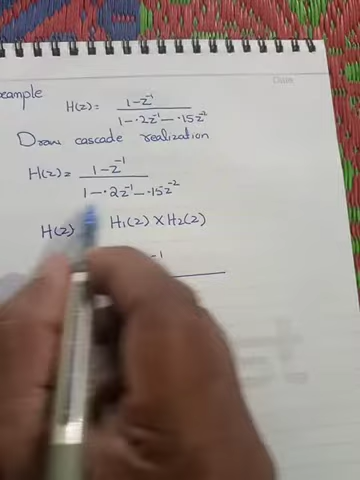 example
H(z) = 1 - z⁻¹ / 1 - .2z⁻¹ - .15z⁻²
Draw cascade realization
H(z) = 1 - z⁻¹ / 1 - .2z⁻¹ - .15z⁻²
H(z) H₁(z) × H₂(z)